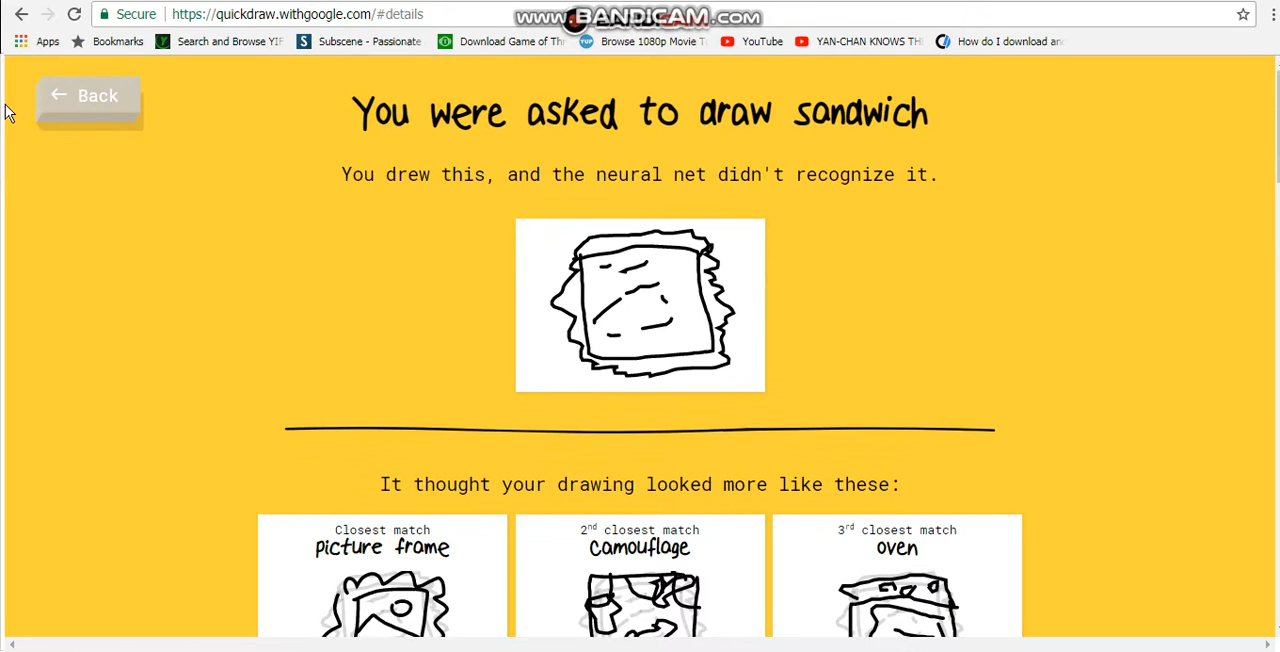 Secure https://quickdraw.withgoogle.com/#details
www.BANDICAM.com
Apps Bookmarks Search and Browse YIF Subscene - Passionate Download Game of Thr Browse 1080p Movie T YouTube YAN-CHAN KNOWS TH How do I download an
Back
You were asked to draw sandwich
You drew this, and the neural net didn't recognize it.
It thought your drawing looked more like these:
Closest match
picture frame
2nd closest match
camouflage
3rd closest match
oven